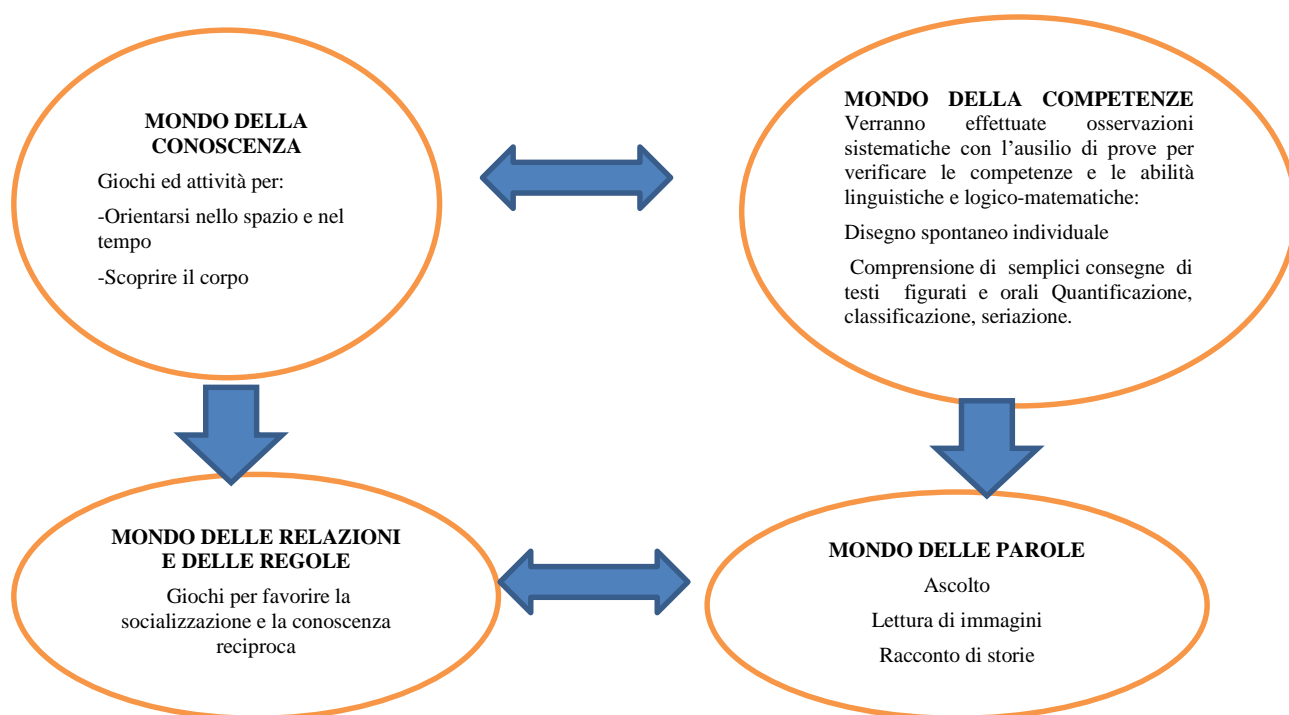 MONDO DELLA
CONOSCENZA
Giochi ed attività per:
-Orientarsi nello spazio e nel
tempo
-Scoprire il corpo
MONDO DELLA COMPETENZE
Verranno effettuate osservazioni
sistematiche con l’ausilio di prove per
verificare le competenze e le abilità
linguistiche e logico-matematiche:
Disegno spontaneo individuale
Comprensione di semplici consegne di
testi figurati e orali Quantificazione,
classificazione, seriazione.
MONDO DELLE RELAZIONI
E DELLE REGOLE
Giochi per favorire la
socializzazione e la conoscenza
reciproca
MONDO DELLE PAROLE
Ascolto
Lettura di immagini
Racconto di storie